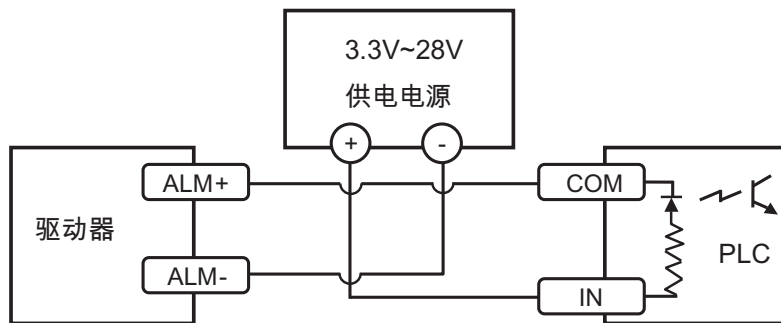 3.3V~28V
供电电源
+
-
ALM+
COM
驱动器
PLC
ALM-
IN